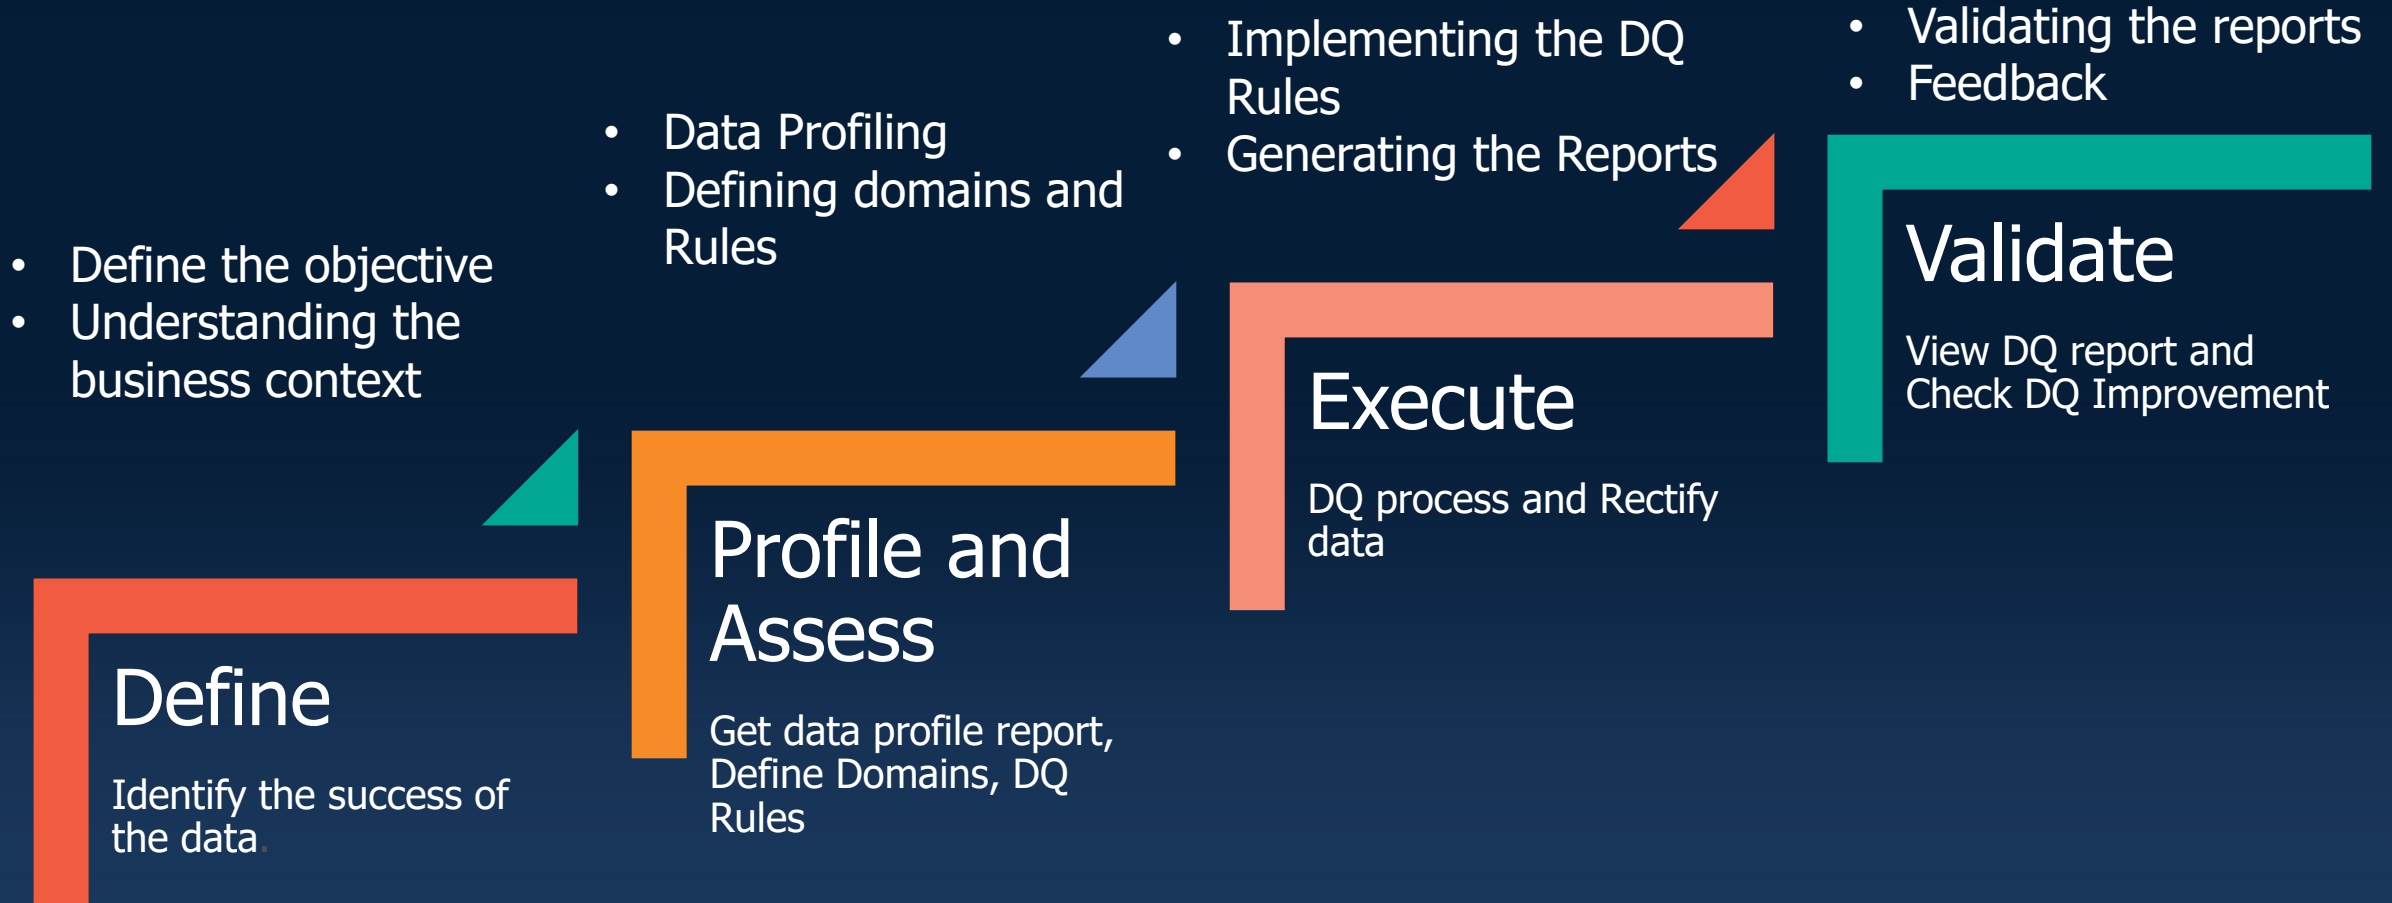 • Define the objective
• Understanding the
business context
Define
Identify the success of
the data.
• Data Profiling
• Defining domains and
Rules
Profile and
Assess
Get data profile report,
Define Domains, DQ
Rules
• Implementing the DQ
Rules
• Generating the Reports
Execute
DQ process and Rectify
data
• Validating the reports
• Feedback
Validate
View DQ report and
Check DQ Improvement